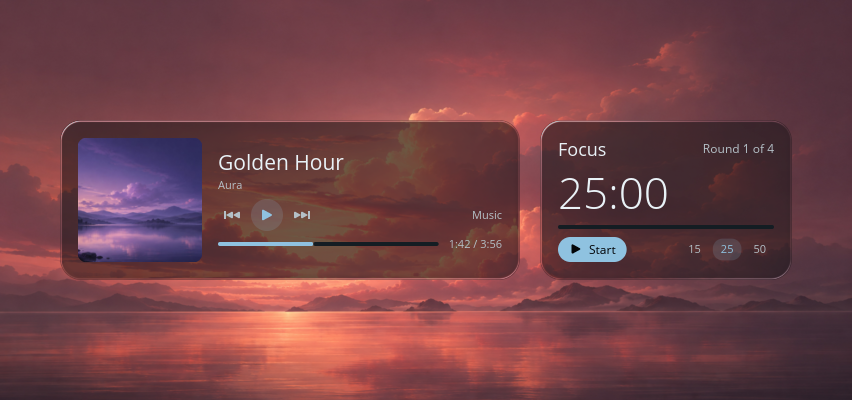 Golden Hour
Aura
Music
1:42 / 3:56
Focus
Round 1 of 4
25:00
Start
15 25 50